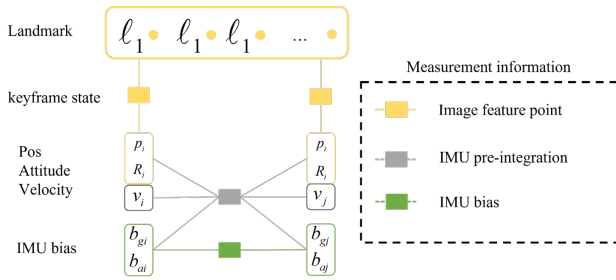 Landmark
ℓ1 ℓ1 ℓ1 ...
Measurement information
keyframe state
Image feature point
Pos
Attitude
Velocity
pi pi
Ri Ri
vi vj
IMU pre-integration
IMU bias
IMU bias
bgi bgj
bai baj